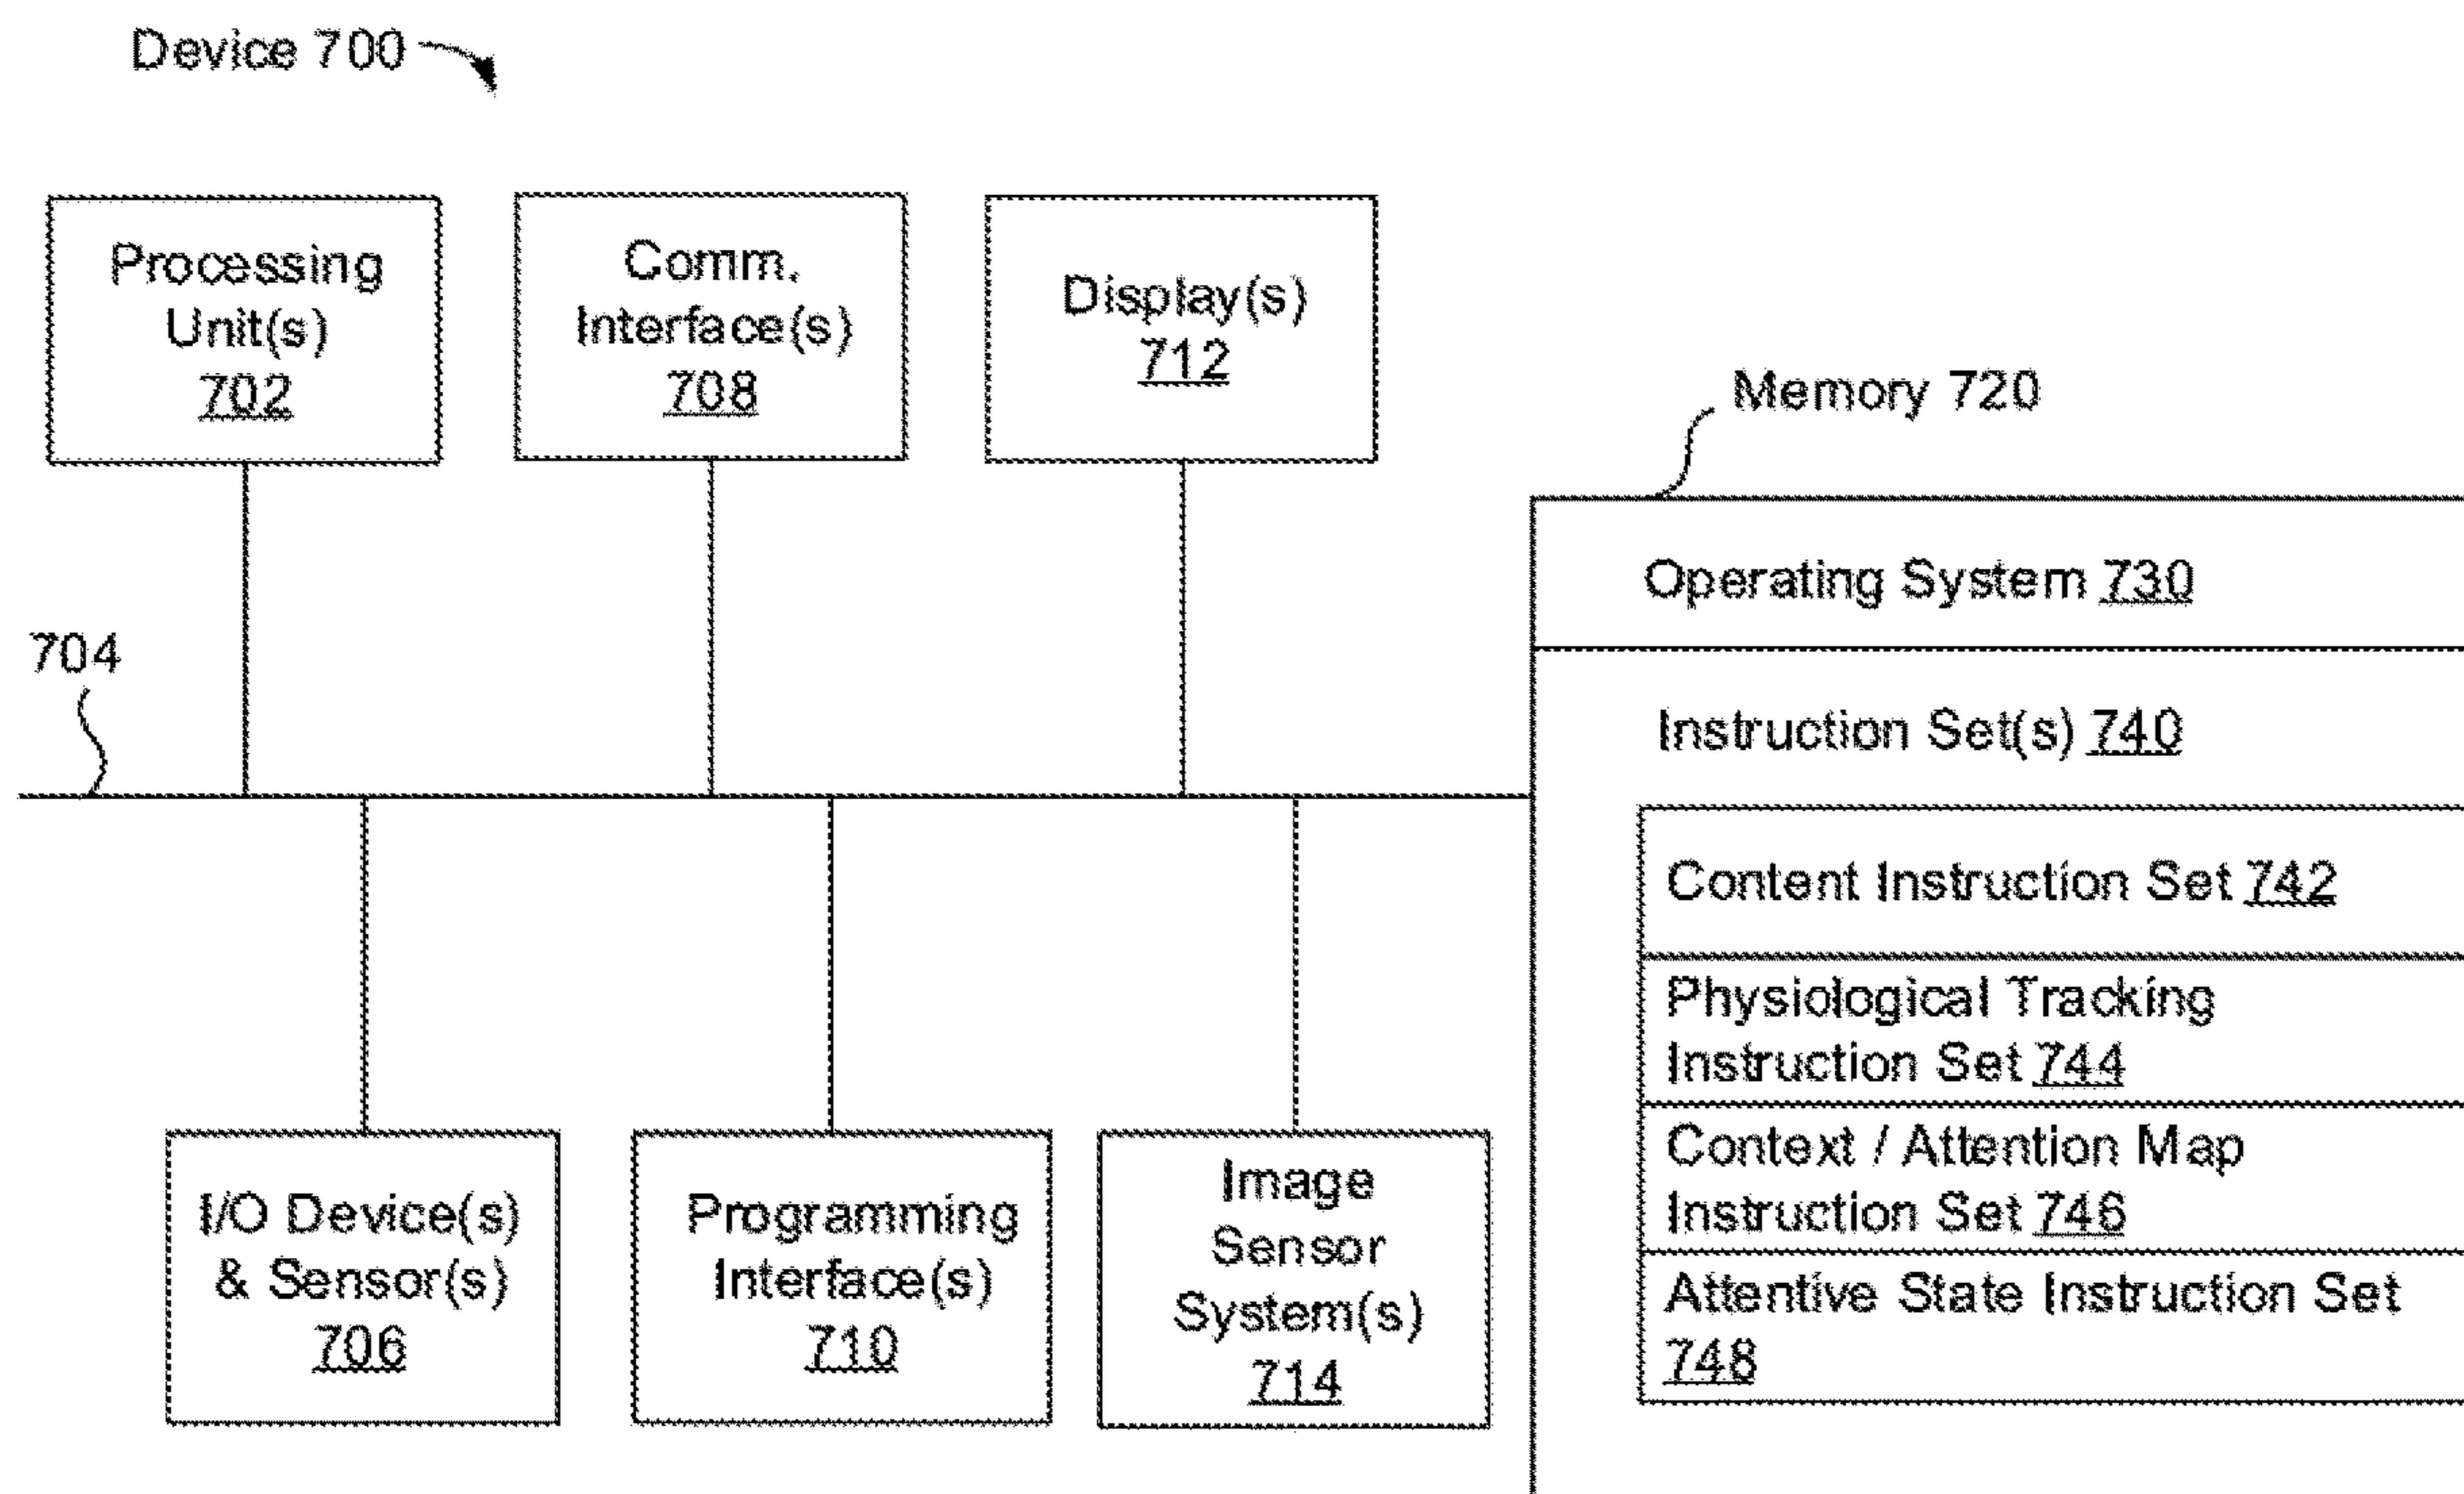 Device 700
Processing
Unit(s)
702
Comm.
Interface(s)
708
Display(s)
712
Memory 720
Operating System 730
704
Instruction Set(s) 740
Content Instruction Set 742
Physiological Tracking
Instruction Set 744
Context / Attention Map
Instruction Set 746
Attentive State Instruction Set
748
I/O Device(s)
& Sensor(s)
706
Programming
Interface(s)
710
Image
Sensor
System(s)
714